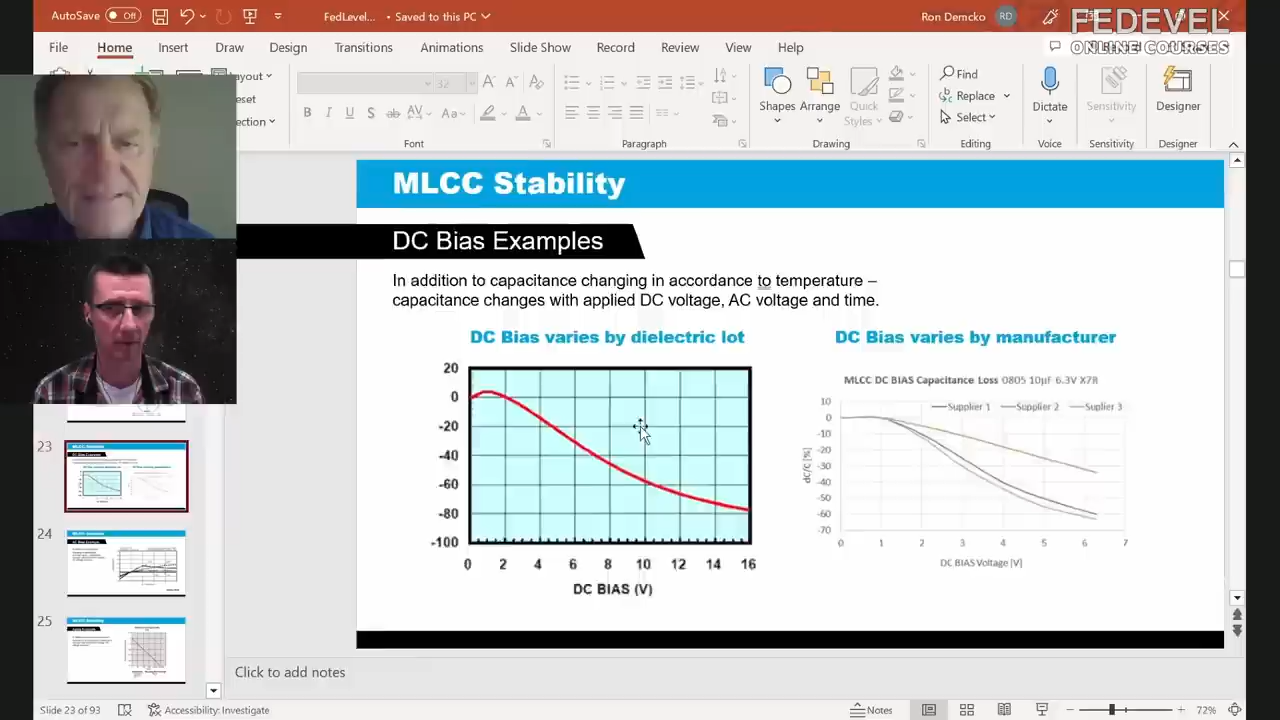 AutoSave Off FedLevel... • Saved to this PC Ron Demcko RD
FEDEVEL
ONLINE COURSES
File Home Insert Draw Design Transitions Animations Slide Show Record Review View Help
Find
Replace
Select
Shapes Arrange Quick Styles Dictate Sensitivity Designer
Font Paragraph Drawing Editing Voice Sensitivity Designer
MLCC Stability
DC Bias Examples
In addition to capacitance changing in accordance to temperature –
capacitance changes with applied DC voltage, AC voltage and time.
DC Bias varies by dielectric lot
20
0
-20
-40
-60
-80
-100
0 2 4 6 8 10 12 14 16
DC BIAS (V)
DC Bias varies by manufacturer
MLCC DC BIAS Capacitance Loss 0805 10µF 6.3V X7R
Supplier 1 Supplier 2 Suplier 3
dC/C [%]
10
0
-10
-20
-30
-40
-50
-60
-70
0 1 2 3 4 5 6 7
DC BIAS Voltage [V]
23
24
25
Click to add notes
Slide 23 of 93 Accessibility: Investigate Notes 72%